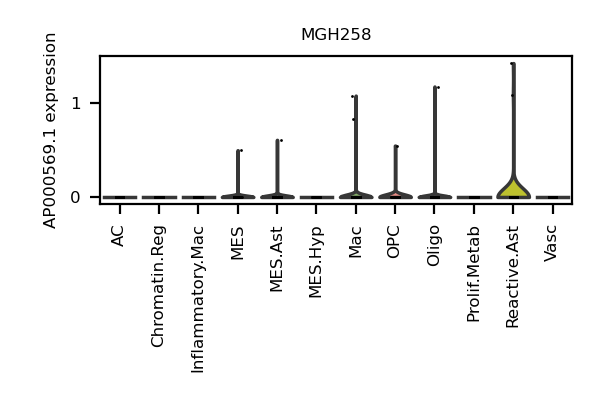 MGH258
AP000569.1 expression
1
0
AC
Chromatin.Reg
Inflammatory.Mac
MES
MES.Ast
MES.Hyp
Mac
OPC
Oligo
Prolif.Metab
Reactive.Ast
Vasc